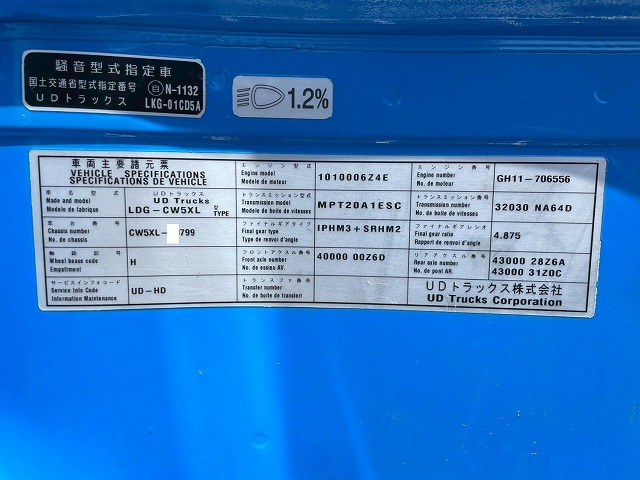 騒音型式指定車
国土交通省型式指定番号 自 N-1132
UDトラックス LKG-01CD5A
1.2%
車両主要諸元票
VEHICLE SPECIFICATIONS
SPECIFICATIONS DE VEHICLE
エンジン型式
Engine model
Modele de moteur
1010006Z4E
エンジン番号
Engine number
No. de moteur
GH11-706556
車名型式
Made and model
Modele de fabrique
UDトラックス
UD Trucks
LDG-CW5XL 型 TYPE
トランスミッション型式
Transmission model
Modele de boite de vitesses
MPT20A1ESC
トランスミッション番号
Transmission number
No. de boite de vitesses
32030 NA64D
車台番号
Chassis number
No. de chassis
CW5XL- 799
ファイナルギアタイプ
Final gear type
Type de renvoi d'angle
IPHM3+SRHM2
ファイナルギアレシオ
Final gear ratio
Rapport de renvoi d'angle
4.875
軸距記号
Wheel base code
Empattement
H
フロントアクスル番号
Front axle number
No. de essieu AV.
40000 00Z6D
リアアクスル番号
Rear axle number
No. de pont AR.
43000 28Z6A
43000 31Z0C
サービスインフォコード
Service Info Code
Information Maintenance
UD-HD
トランスファ番号
Transfer number
No. de boite de transfert
UDトラックス株式会社
UD Trucks Corporation